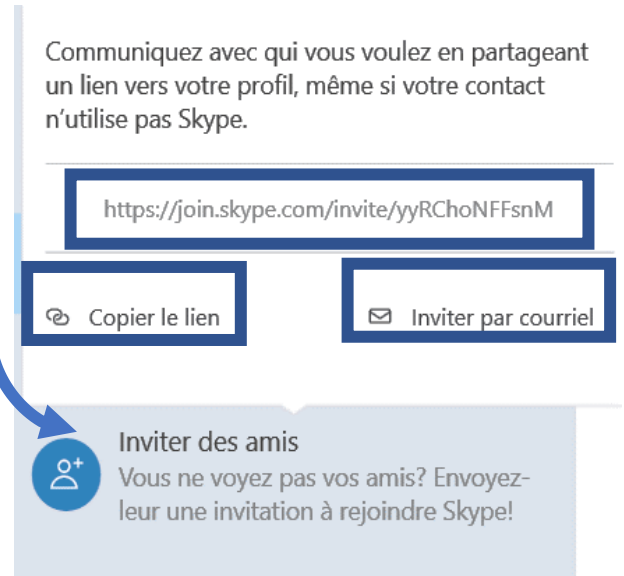 Communiquez avec qui vous voulez en partageant
un lien vers votre profil, même si votre contact
n'utilise pas Skype.
https://join.skype.com/invite/yyRChoNFFsnM
Copier le lien
Inviter par courriel
Inviter des amis
Vous ne voyez pas vos amis? Envoyez-
leur une invitation à rejoindre Skype!